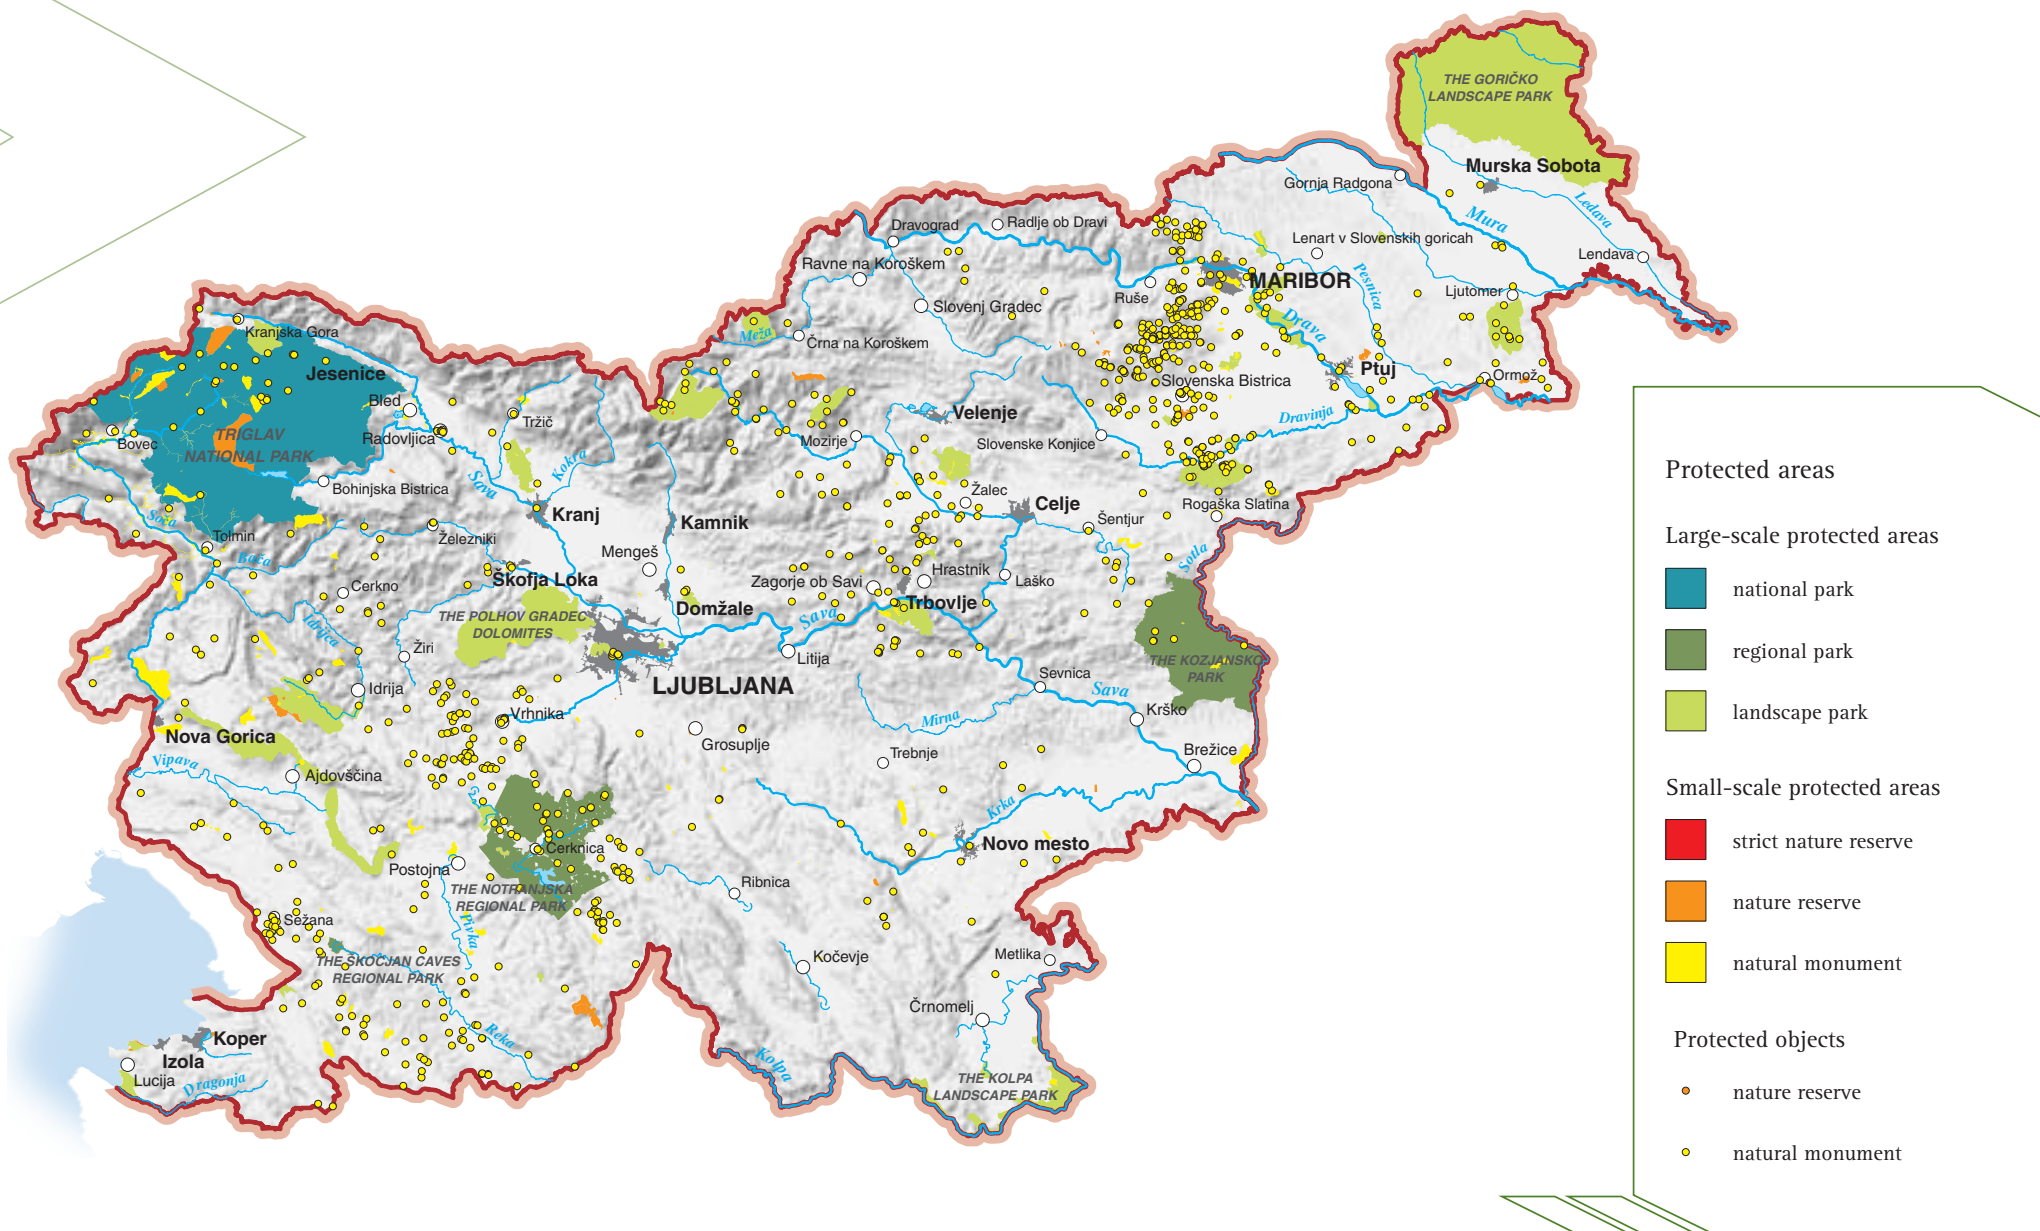 THE GORIČKO
LANDSCAPE PARK
Murska Sobota
Gornja Radgona
Ledava
Mura
Dravograd
Radlje ob Dravi
Lenart v Slovenskih goricah
Lendava
Ravne na Koroškem
MARIBOR
Pesnica
Ruše
Ljutomer
Slovenj Gradec
Kranjska Gora
Meža
Črna na Koroškem
Drava
Jesenice
Ptuj
Slovenska Bistrica
Ormož
Bled
Velenje
Dravinja
Tržič
Bovec
Radovljica
TRIGLAV
NATIONAL PARK
Mozirje
Slovenske Konjice
Kokra
Sava
Bohinjska Bistrica
Žalec
Celje
Rogaška Slatina
Soča
Kranj
Kamnik
Šentjur
Tolmin
Železniki
Bača
Mengeš
Sotla
Škofja Loka
Zagorje ob Savi
Hrastnik
Laško
Cerkno
Domžale
Trbovlje
THE POLHOV GRADEC
DOLOMITES
Sava
Idrijca
Žiri
Litija
THE KOZJANSKO
PARK
Sevnica
Idrija
LJUBLJANA
Sava
Vrhnika
Mirna
Krško
Nova Gorica
Grosuplje
Trebnje
Brežice
Vipava
Ajdovščina
Krka
Novo mesto
Cerknica
Postojna
Ribnica
THE NOTRANJSKA
REGIONAL PARK
Sežana
Pivka
THE ŠKOCJAN CAVES
REGIONAL PARK
Kočevje
Metlika
Črnomelj
Koper
Reka
Izola
Kolpa
Lucija
Dragonja
THE KOLPA
LANDSCAPE PARK
Protected areas
Large-scale protected areas
national park
regional park
landscape park
Small-scale protected areas
strict nature reserve
nature reserve
natural monument
Protected objects
nature reserve
natural monument